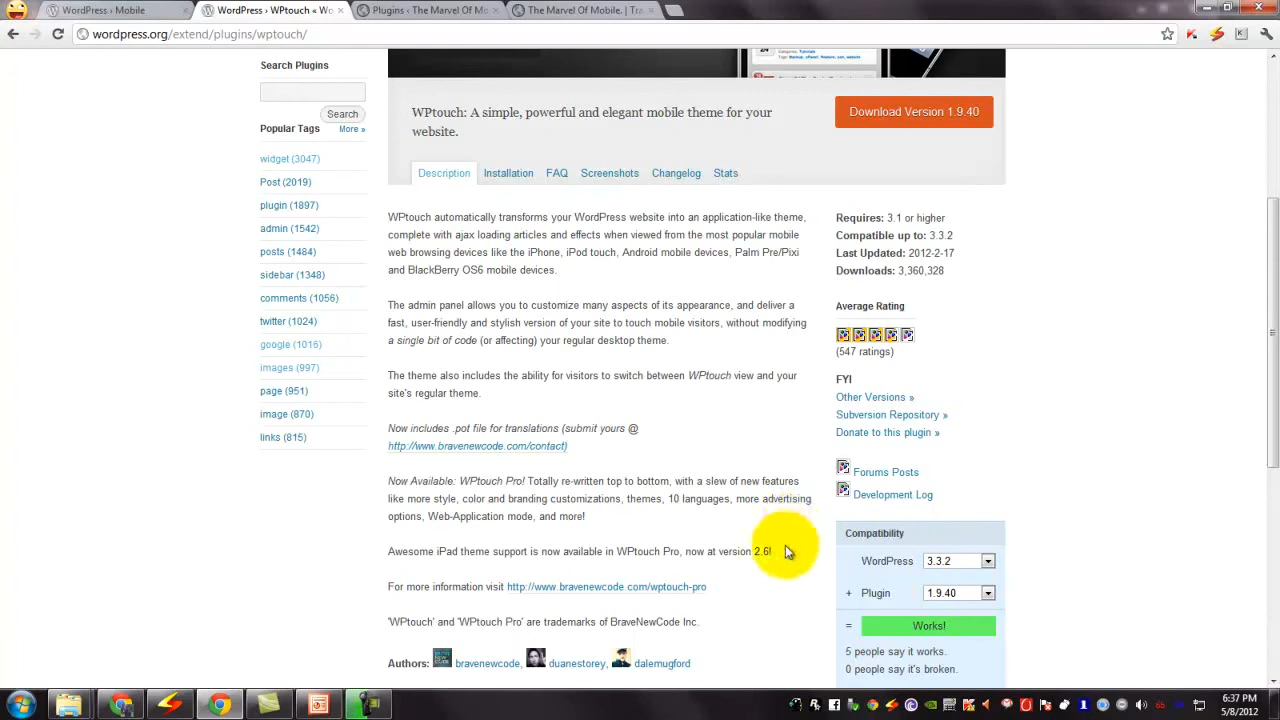 WordPress › Mobile
WordPress › WPtouch « Wo
Plugins ‹ The Marvel Of M
The Marvel Of Mobile. | Tra
wordpress.org/extend/plugins/wptouch/
Search Plugins
Search
Popular Tags More »
widget (3047)
Post (2019)
plugin (1897)
admin (1542)
posts (1484)
sidebar (1348)
comments (1056)
twitter (1024)
google (1016)
images (997)
page (951)
image (870)
links (815)
WPtouch: A simple, powerful and elegant mobile theme for your
website.
Download Version 1.9.40
Description Installation FAQ Screenshots Changelog Stats
WPtouch automatically transforms your WordPress website into an application-like theme,
complete with ajax loading articles and effects when viewed from the most popular mobile
web browsing devices like the iPhone, iPod touch, Android mobile devices, Palm Pre/Pixi
and BlackBerry OS6 mobile devices.
The admin panel allows you to customize many aspects of its appearance, and deliver a
fast, user-friendly and stylish version of your site to touch mobile visitors, without modifying
a single bit of code (or affecting) your regular desktop theme.
The theme also includes the ability for visitors to switch between WPtouch view and your
site's regular theme.
Now includes .pot file for translations (submit yours @
http://www.bravenewcode.com/contact)
Now Available: WPtouch Pro! Totally re-written top to bottom, with a slew of new features
like more style, color and branding customizations, themes, 10 languages, more advertising
options, Web-Application mode, and more!
Awesome iPad theme support is now available in WPtouch Pro, now at version 2.6!
For more information visit http://www.bravenewcode.com/wptouch-pro
'WPtouch' and 'WPtouch Pro' are trademarks of BraveNewCode Inc.
Authors: bravenewcode, duanestorey, dalemugford
Requires: 3.1 or higher
Compatible up to: 3.3.2
Last Updated: 2012-2-17
Downloads: 3,360,328
Average Rating
(547 ratings)
FYI
Other Versions »
Subversion Repository »
Donate to this plugin »
Forums Posts
Development Log
Compatibility
WordPress 3.3.2
+ Plugin 1.9.40
= Works!
5 people say it works.
0 people say it's broken.
6:37 PM
5/8/2012